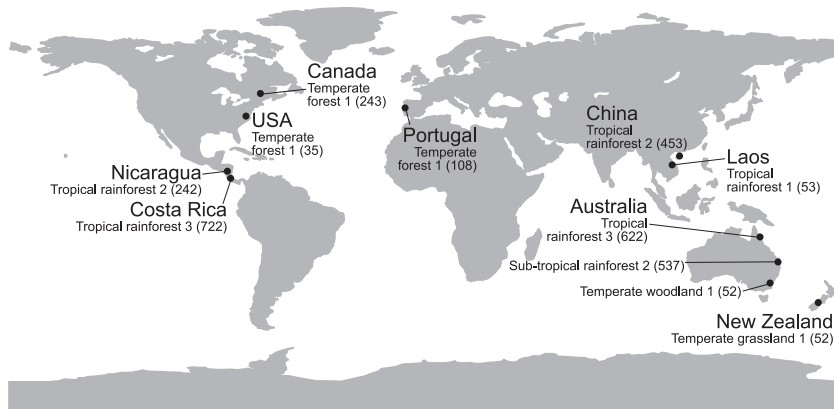 Canada
Temperate
forest 1 (243)
USA
Temperate
forest 1 (35)
Portugal
Temperate
forest 1 (108)
China
Tropical
rainforest 2 (453)
Laos
Tropical
rainforest 1 (53)
Nicaragua
Tropical rainforest 2 (242)
Costa Rica
Tropical rainforest 3 (722)
Australia
Tropical
rainforest 3 (622)
Sub-tropical rainforest 2 (537)
Temperate woodland 1 (52)
New Zealand
Temperate grassland 1 (52)